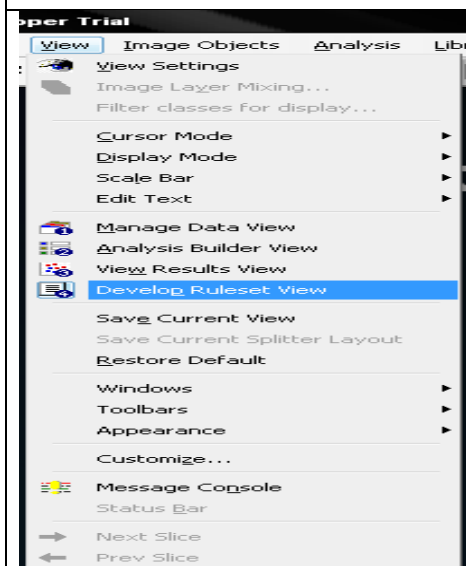 oper Trial
View Image Objects Analysis Libr
View Settings
Image Layer Mixing...
Filter classes for display...
Cursor Mode
Display Mode
Scale Bar
Edit Text
Manage Data View
Analysis Builder View
View Results View
Develop Ruleset View
Save Current View
Save Current Splitter Layout
Restore Default
Windows
Toolbars
Appearance
Customize...
Message Console
Status Bar
Next Slice
Prev Slice